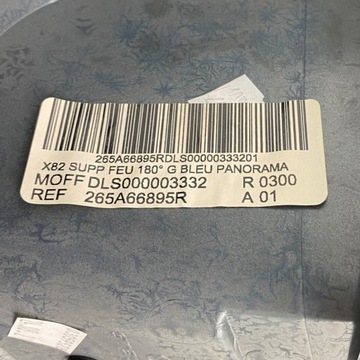 265A66895RDLS00000333201
X82 SUPP FEU 180° G BLEU PANORAMA
MOFF DLS000003332 R 0300
REF 265A66895R A 01